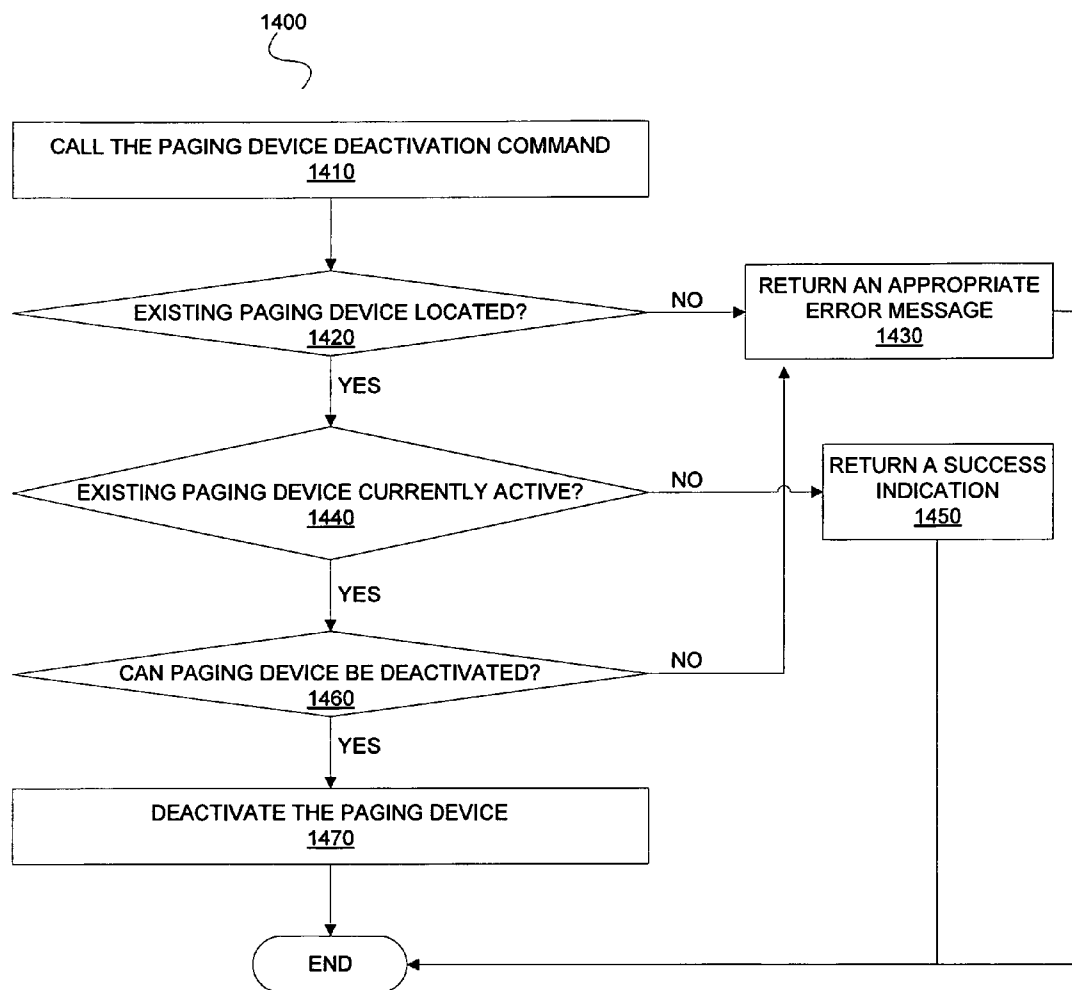 1400
CALL THE PAGING DEVICE DEACTIVATION COMMAND
1410
EXISTING PAGING DEVICE LOCATED?
1420
NO
RETURN AN APPROPRIATE
ERROR MESSAGE
1430
YES
EXISTING PAGING DEVICE CURRENTLY ACTIVE?
1440
NO
RETURN A SUCCESS
INDICATION
1450
YES
CAN PAGING DEVICE BE DEACTIVATED?
1460
NO
YES
DEACTIVATE THE PAGING DEVICE
1470
END